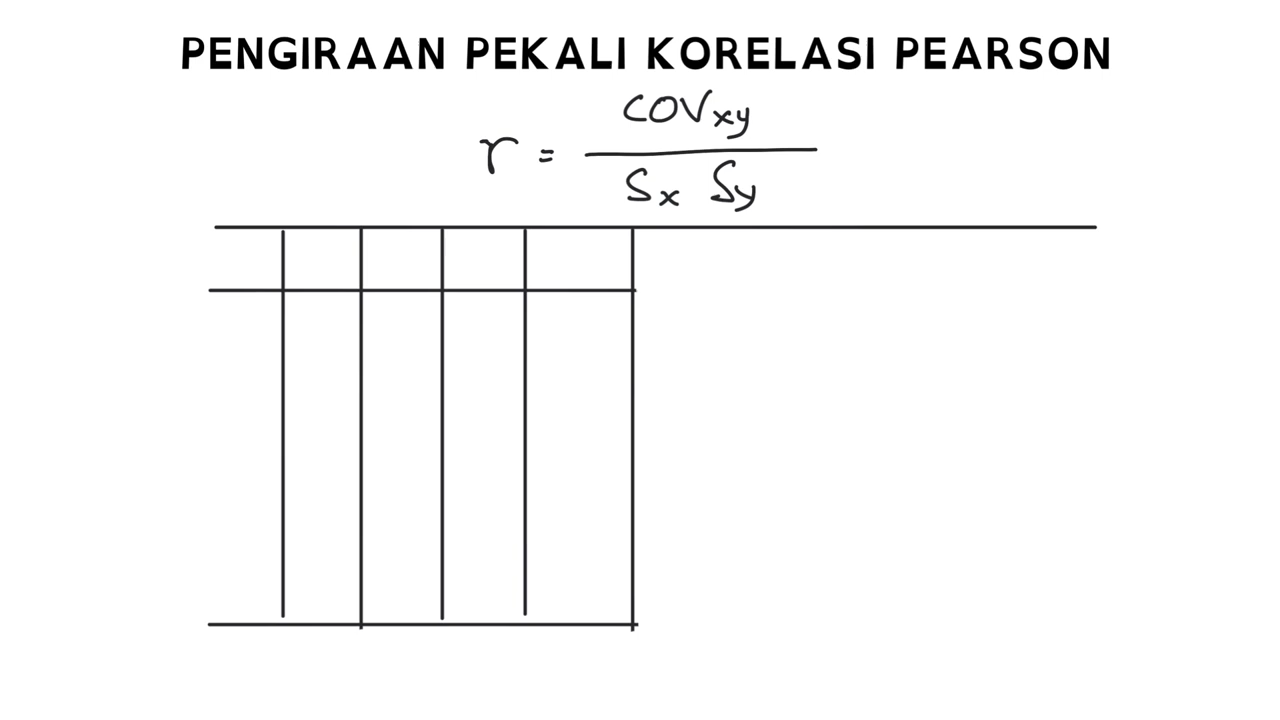 PENGIRAAN PEKALI KORELASI PEARSON
r = COVxy / Sx Sy